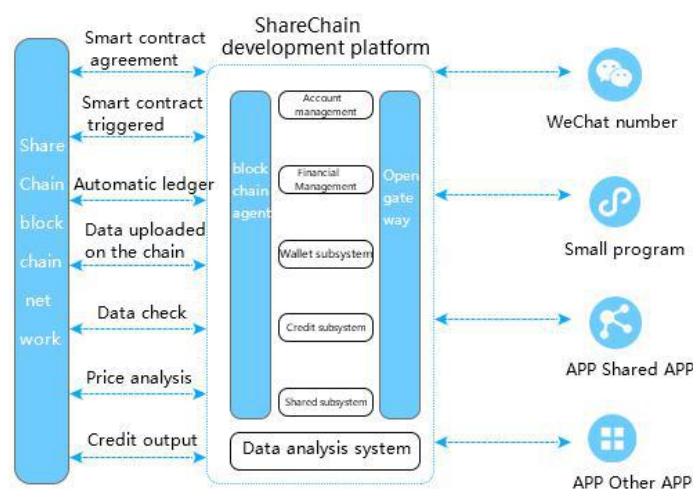 ShareChain
development platform
Smart contract
agreement
Smart contract
triggered
Automatic ledger
Data uploaded
on the chain
Data check
Price analysis
Credit output
Share
Chain
block
chain
net
work
block
chain
agent
Account
management
Financial
Management
Wallet subsystem
Credit subsystem
Shared subsystem
Open
gate
way
Data analysis system
WeChat number
Small program
APP Shared APP
APP Other APP